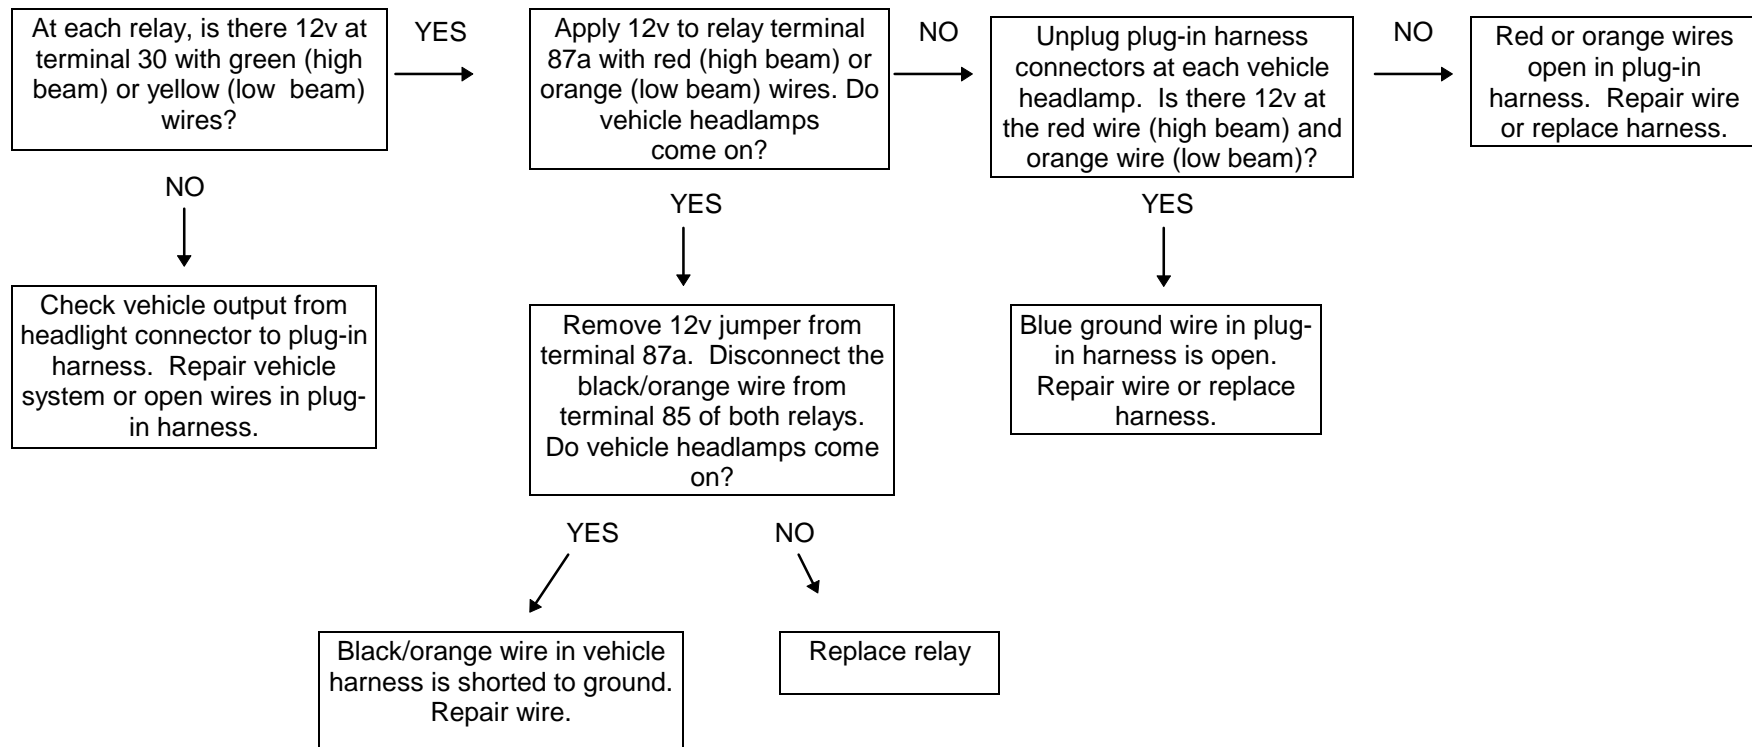 At each relay, is there 12v at
terminal 30 with green (high
beam) or yellow (low  beam)
wires?
YES
Apply 12v to relay terminal
87a with red (high beam) or
orange (low beam) wires. Do
vehicle headlamps
come on?
NO
Unplug plug-in harness
connectors at each vehicle
headlamp.  Is there 12v at
the red wire (high beam) and
orange wire (low beam)?
NO
Red or orange wires
open in plug-in
harness.  Repair wire
or replace harness.
NO
YES
YES
Check vehicle output from
headlight connector to plug-in
harness.  Repair vehicle
system or open wires in plug-
in harness.
Remove 12v jumper from
terminal 87a.  Disconnect the
black/orange wire from
terminal 85 of both relays.
Do vehicle headlamps come
on?
Blue ground wire in plug-
in harness is open.
Repair wire or replace
harness.
YES
NO
Black/orange wire in vehicle
harness is shorted to ground.
Repair wire.
Replace relay